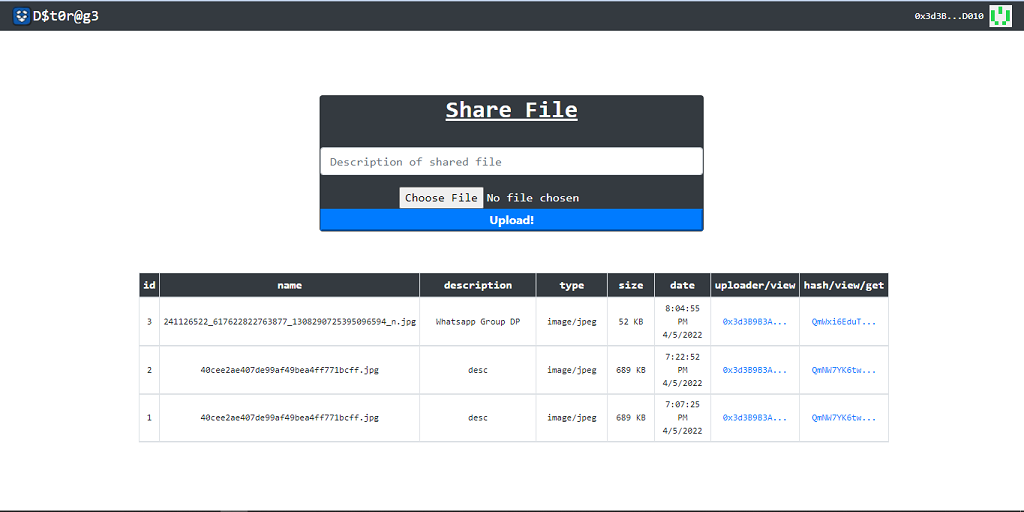 D$t0r@g3
0x3d3B...D010
Share File
Description of shared file
Choose File No file chosen
Upload!
id name description type size date uploader/view hash/view/get
3 241126522_617622822763877_1308290725395096594_n.jpg Whatsapp Group DP image/jpeg 52 KB 8:04:55 PM 4/5/2022 0x3d3B983A... QmWxi6EduT...
2 40cee2ae407de99af49bea4ff771bcff.jpg desc image/jpeg 689 KB 7:22:52 PM 4/5/2022 0x3d3B983A... QmNW7YK6tw...
1 40cee2ae407de99af49bea4ff771bcff.jpg desc image/jpeg 689 KB 7:07:25 PM 4/5/2022 0x3d3B983A... QmNW7YK6tw...